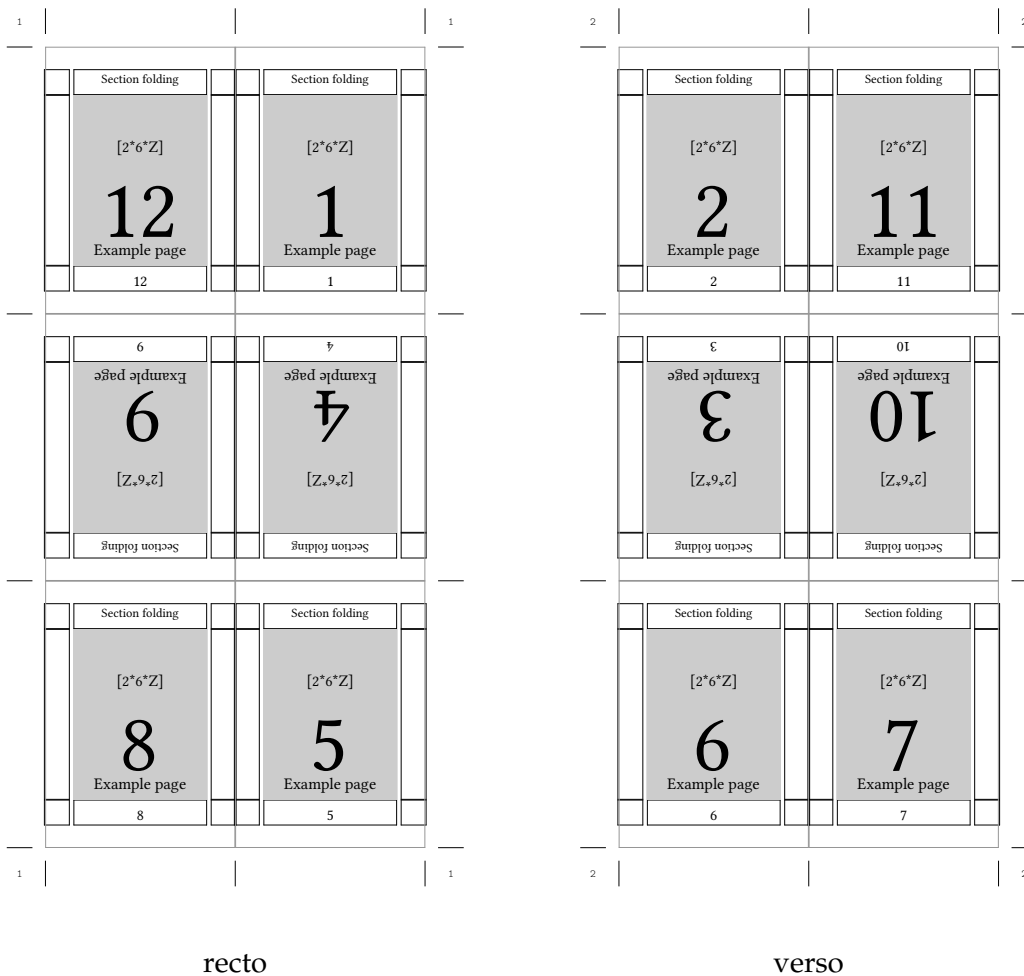 1 1
Section folding Section folding
[2*6*Z] [2*6*Z]
12 1
Example page Example page
12 1
9 4
Example page Example page
9 4
[2*6*Z] [2*6*Z]
Section folding Section folding
Section folding Section folding
[2*6*Z] [2*6*Z]
8 5
Example page Example page
8 5
1 1
recto
2 2
Section folding Section folding
[2*6*Z] [2*6*Z]
2 11
Example page Example page
2 11
3 10
Example page Example page
3 10
[2*6*Z] [2*6*Z]
Section folding Section folding
Section folding Section folding
[2*6*Z] [2*6*Z]
6 7
Example page Example page
6 7
2 2
verso